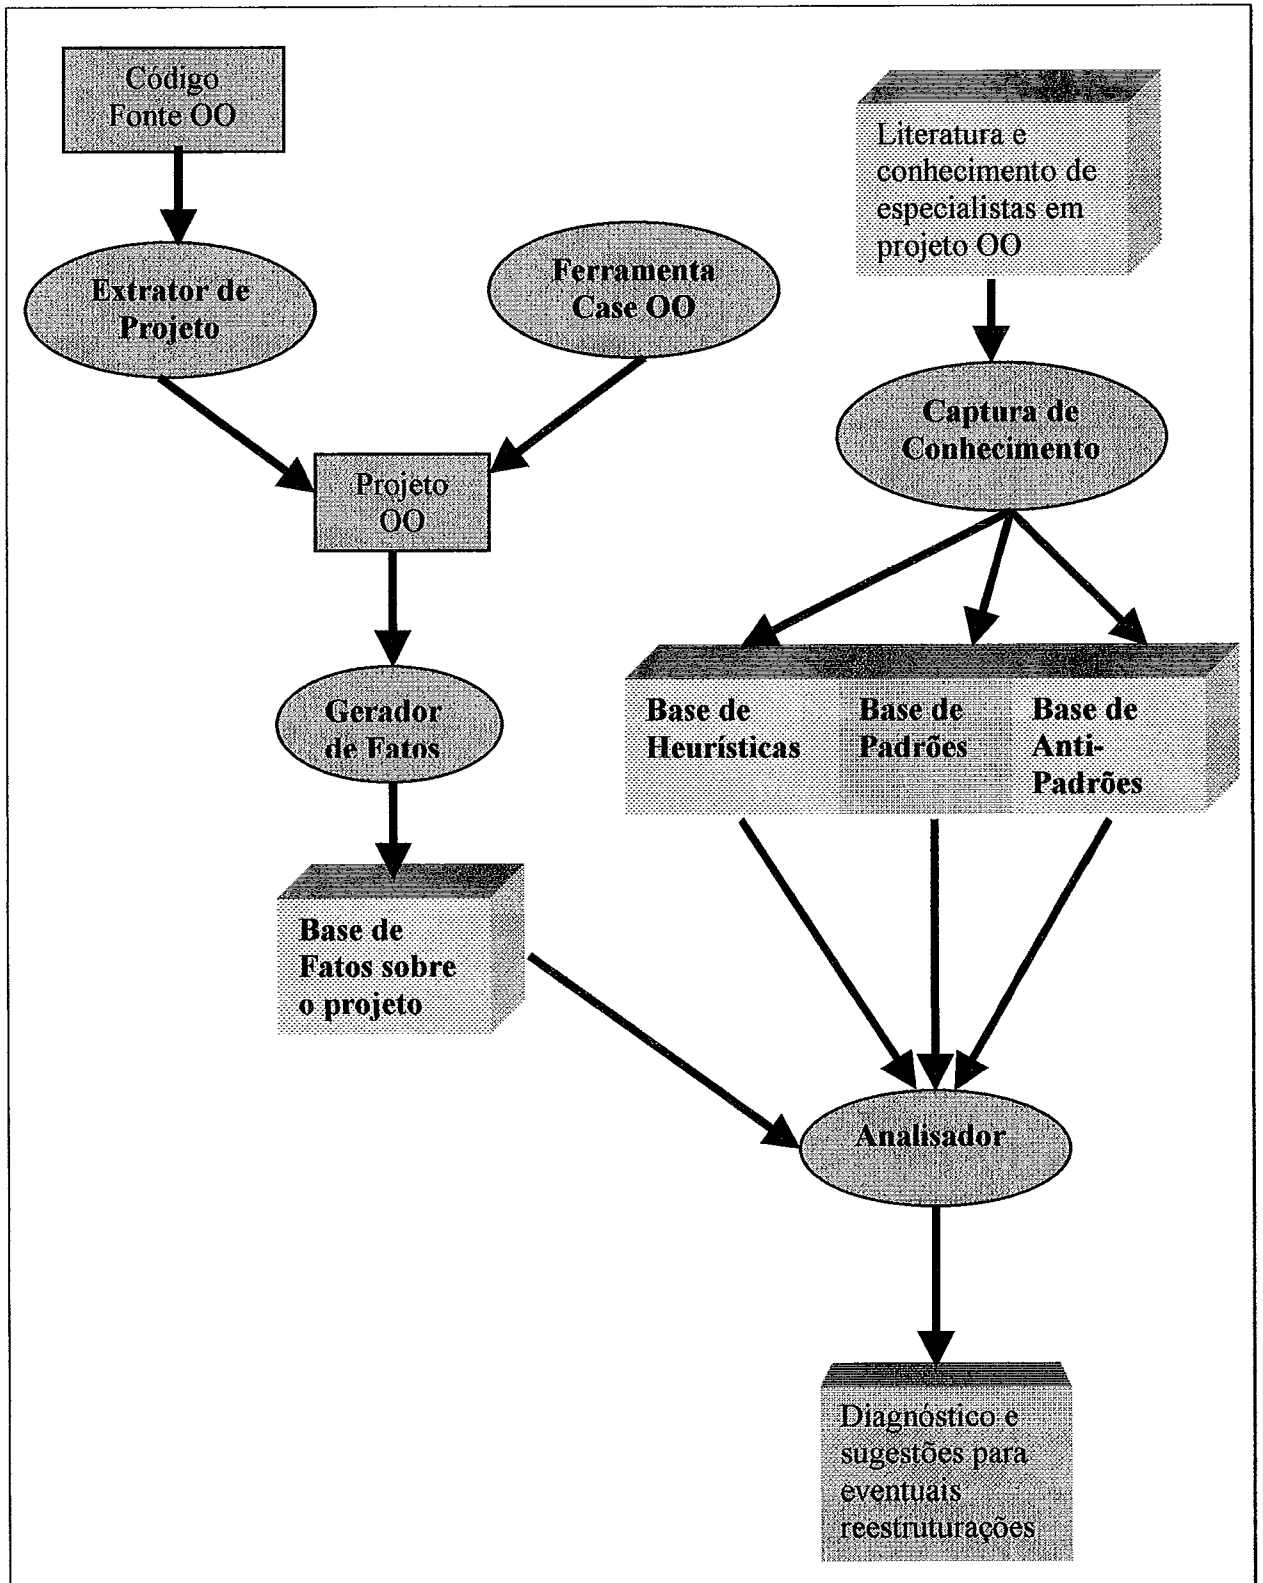 Código
Fonte OO
Literatura e
conhecimento de
especialistas em
projeto OO
Extrator de
Projeto
Ferramenta
Case OO
Captura de
Conhecimento
Projeto
OO
Gerador
de Fatos
Base de
Heurísticas
Base de
Padrões
Base de
Anti-
Padrões
Base de
Fatos sobre
o projeto
Analisador
Diagnóstico e
sugestões para
eventuais
reestruturações